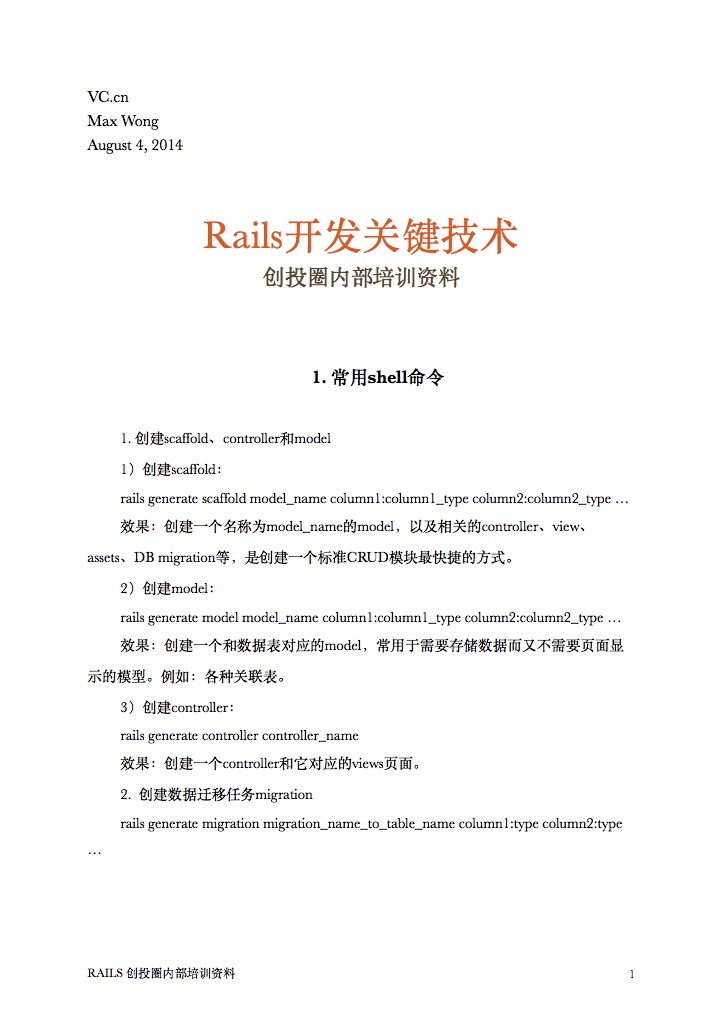 VC.cn
Max Wong
August 4, 2014
Rails开发关键技术
创投圈内部培训资料
1. 常用shell命令
1. 创建scaffold、controller和model
1）创建scaffold：
rails generate scaffold model_name column1:column1_type column2:column2_type …
效果：创建一个名称为model_name的model，以及相关的controller、view、
assets、DB migration等，是创建一个标准CRUD模块最快捷的方式。
2）创建model：
rails generate model model_name column1:column1_type column2:column2_type …
效果：创建一个和数据表对应的model，常用于需要存储数据而又不需要页面显
示的模型。例如：各种关联表。
3）创建controller：
rails generate controller controller_name
效果：创建一个controller和它对应的views页面。
2. 创建数据迁移任务migration
rails generate migration migration_name_to_table_name column1:type column2:type
…
RAILS 创投圈内部培训资料 1